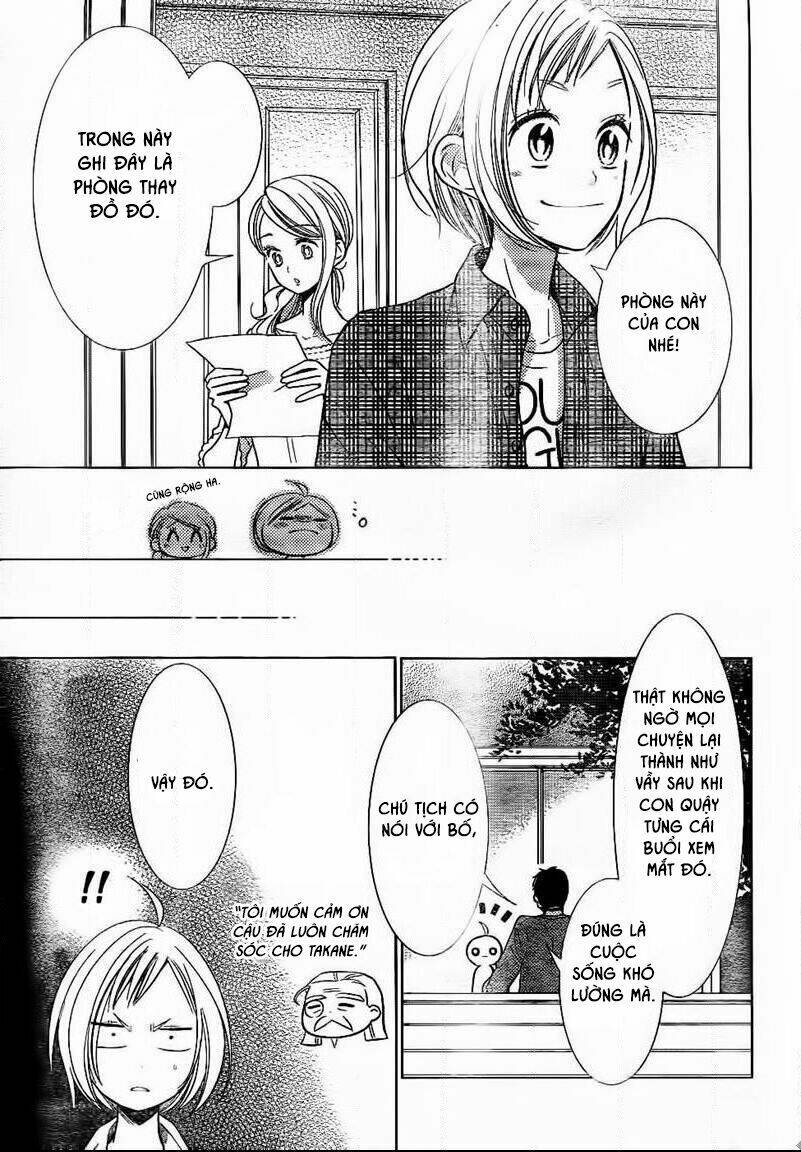 PHÒNG NÀY
CỦA CON
NHÉ!
TRONG NÀY
GHI ĐÂY LÀ
PHÒNG THAY
ĐỒ ĐÓ.
CŨNG RỘNG HA.
THẬT KHÔNG
NGỜ MỌI
CHUYỆN LẠI
THÀNH NHƯ
VẦY SAU KHI
CON QUẬY
TƯNG CÁI
BUỔI XEM
MẮT ĐÓ.
ĐÚNG LÀ
CUỘC
SỐNG KHÓ
LƯỜNG MÀ.
CHỦ TỊCH CÓ
NÓI VỚI BỐ,
"TÔI MUỐN CẢM ƠN
CẬU ĐÃ LUÔN CHĂM
SÓC CHO TAKANE."
VẬY ĐÓ.
!!